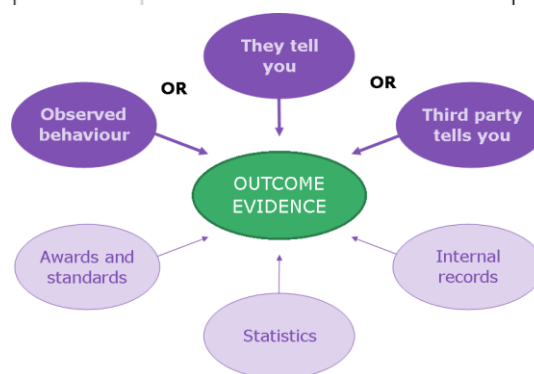 They tell
you
OR
OR
Observed
behaviour
Third party
tells you
OUTCOME
EVIDENCE
Awards and
standards
Internal
records
Statistics